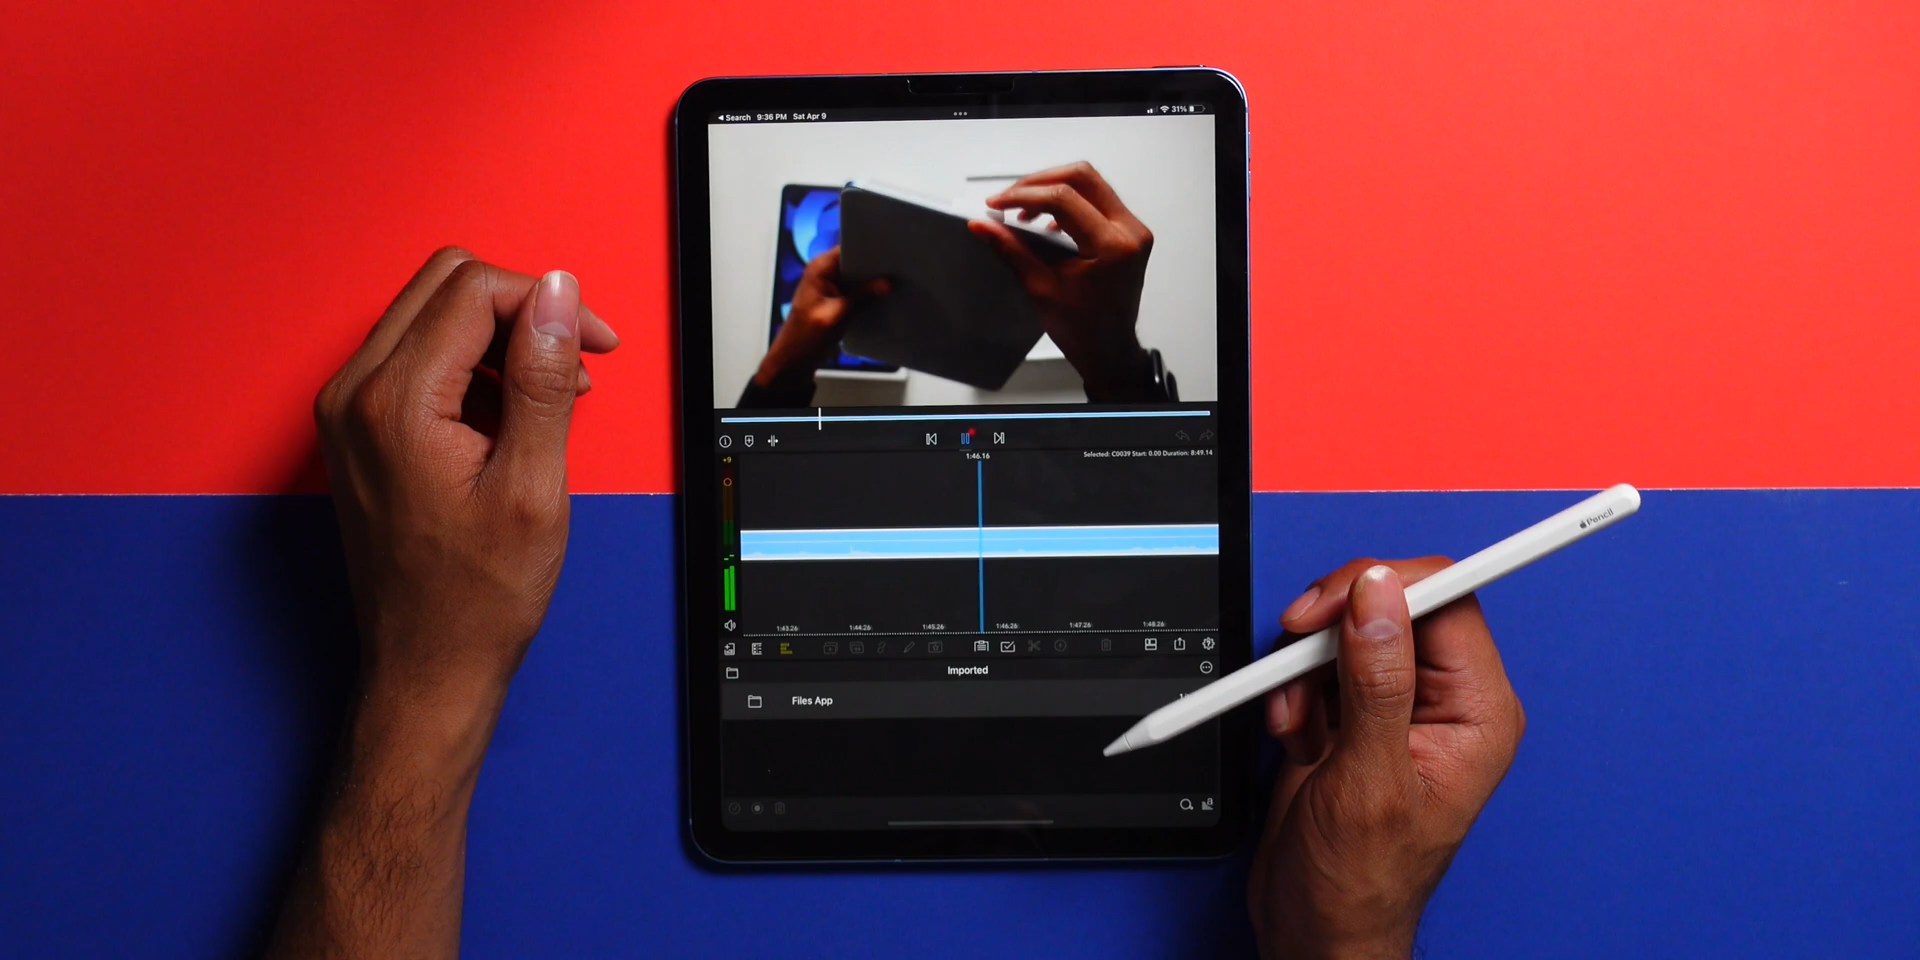 Search 9:36 PM Sat Apr 9
31%
1:46.16
Selected: C0039 Start: 0.00 Duration: 8:49.14
+9
1:43.26 1:44.26 1:45.26 1:46.26 1:47.26 1:48.26
Imported
Files App
Pencil